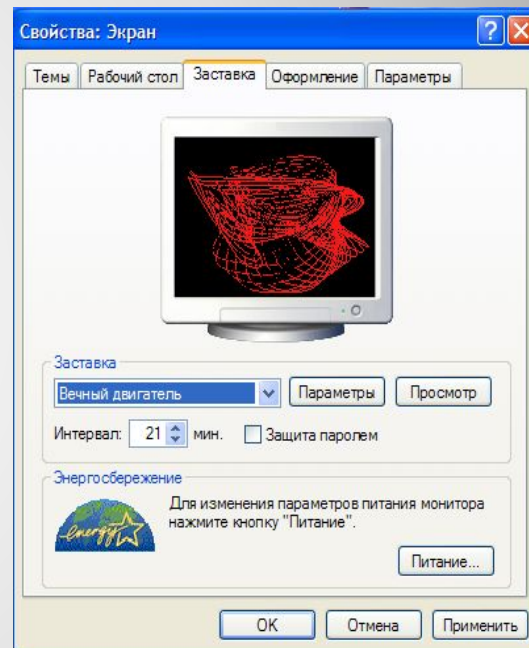 Свойства: Экран
Темы Рабочий стол Заставка Оформление Параметры
Заставка
Вечный двигатель Параметры Просмотр
Интервал: 21 мин. Защита паролем
Энергосбережение
Для изменения параметров питания монитора
нажмите кнопку "Питание".
energy
Питание...
OK Отмена Применить